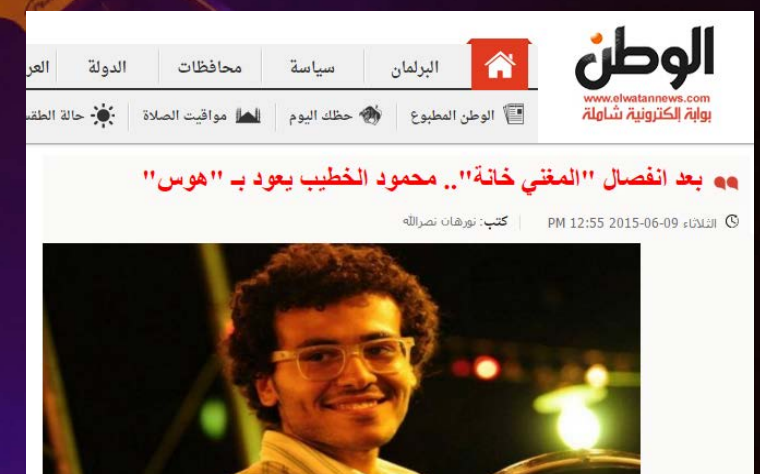 الوطن
www.elwatannews.com
بوابة إلكترونية شاملة
البرلمان سياسة محافظات الدولة العر
الوطن المطبوع حظك اليوم مواقيت الصلاة حالة الطقس
بعد انفصال "المغني خانة".. محمود الخطيب يعود بـ "هوس"
الثلاثاء 09-06-2015 12:55 PM كتب: نورهان نصرالله